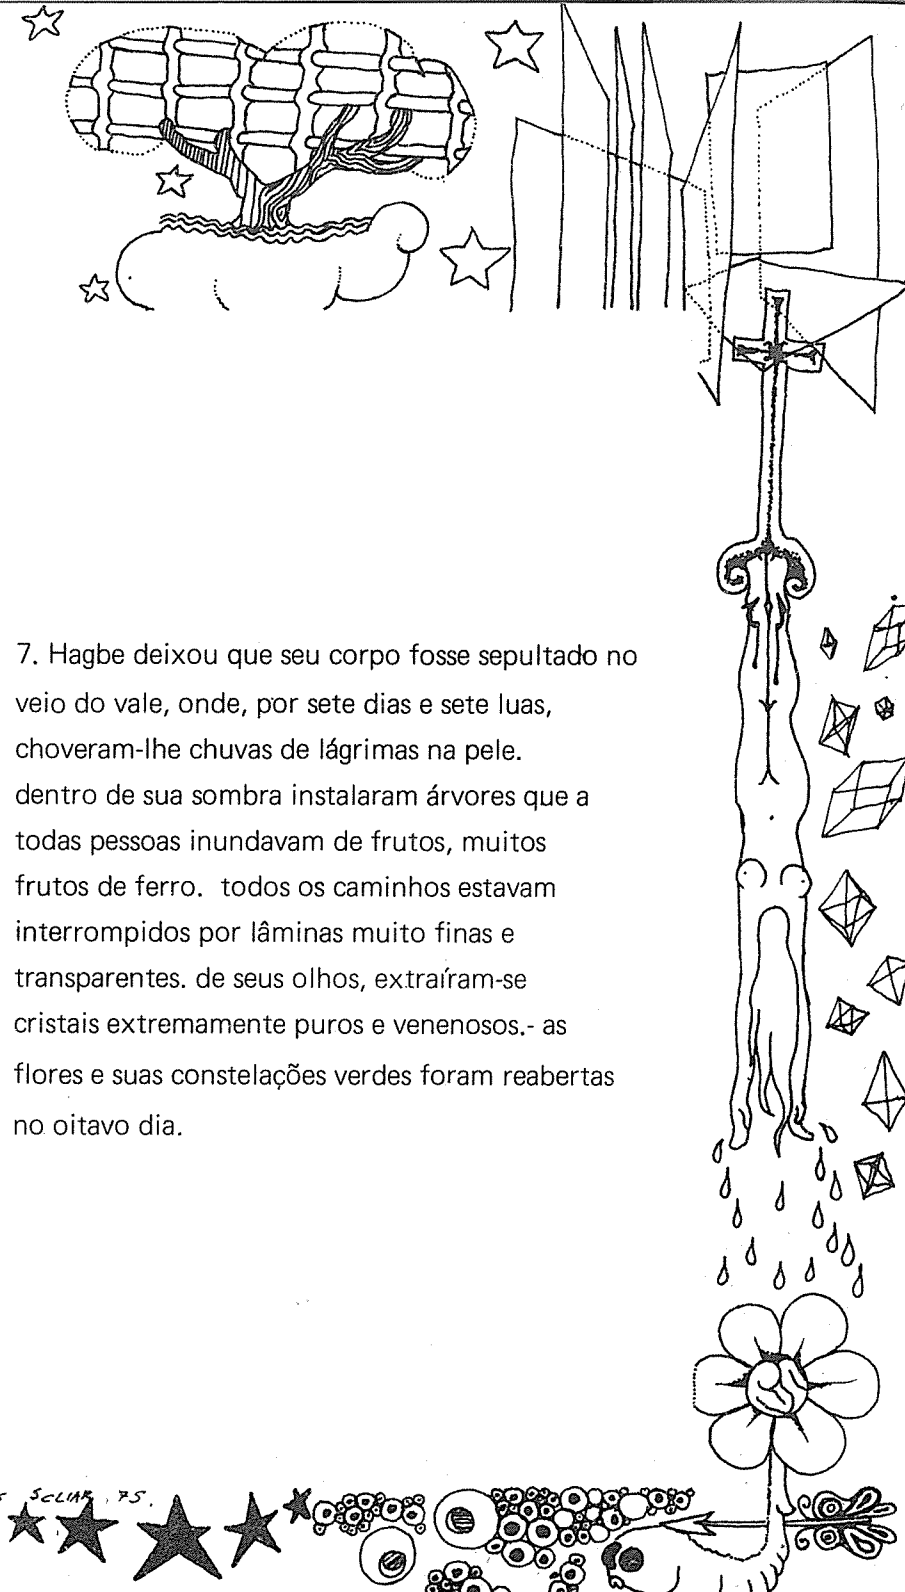 7. Hagbe deixou que seu corpo fosse sepultado no
veio do vale, onde, por sete dias e sete luas,
choveram-lhe chuvas de lágrimas na pele.
dentro de sua sombra instalaram árvores que a
todas pessoas inundavam de frutos, muitos
frutos de ferro. todos os caminhos estavam
interrompidos por lâminas muito finas e
transparentes. de seus olhos, extraíram-se
cristais extremamente puros e venenosos.- as
flores e suas constelações verdes foram reabertas
no oitavo dia.
SCLIAR, 75.